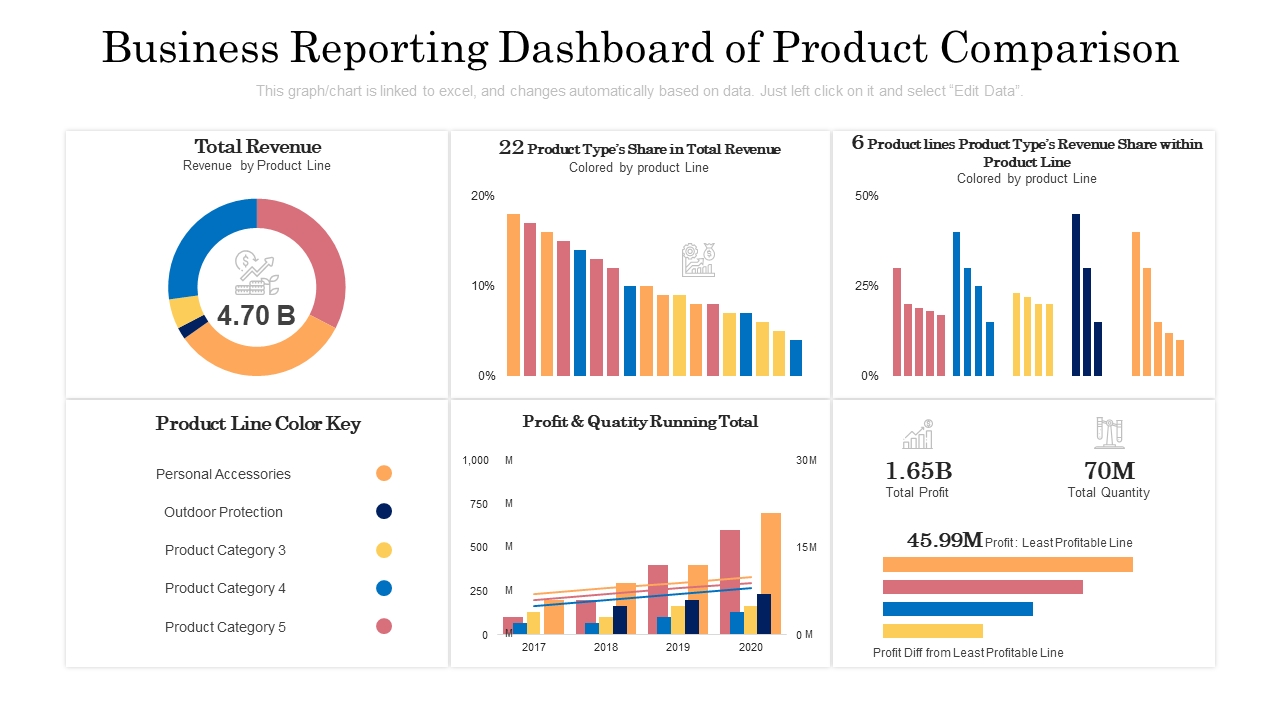 Business Reporting Dashboard of Product Comparison
This graph/chart is linked to excel, and changes automatically based on data. Just left click on it and select “Edit Data”.
Total Revenue
Revenue by Product Line
4.70 B
22 Product Type’s Share in Total Revenue
Colored by product Line
20%
10%
0%
6 Product lines Product Type’s Revenue Share within
Product Line
Colored by product Line
50%
25%
0%
Product Line Color Key
Personal Accessories
Outdoor Protection
Product Category 3
Product Category 4
Product Category 5
Profit & Quatity Running Total
1,000 M
750 M
500 M
250 M
0 M
30 M
15 M
0 M
2017 2018 2019 2020
1.65B
Total Profit
70M
Total Quantity
45.99M Profit : Least Profitable Line
Profit Diff from Least Profitable Line